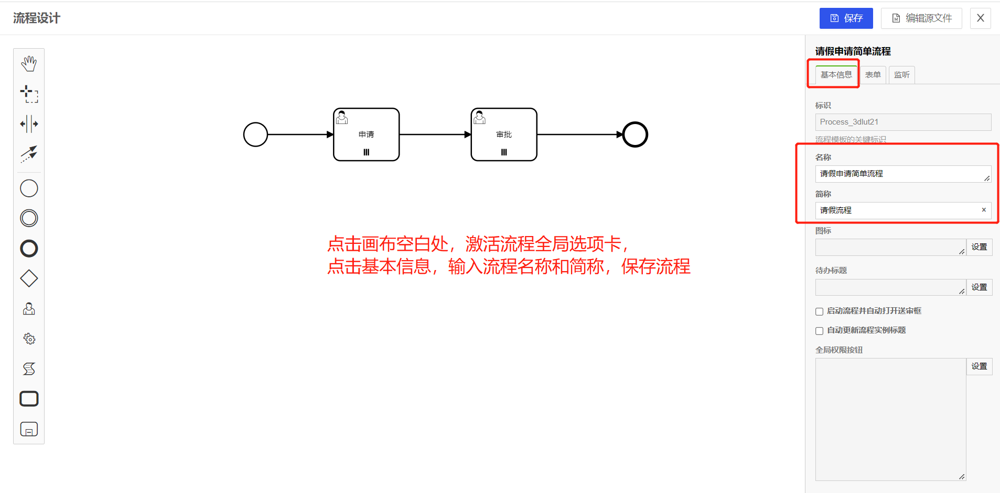 流程设计
保存
编辑源文件
X
请假申请简单流程
基本信息
表单
监听
标识
Process_3dlut21
流程模板的关键标识
名称
请假申请简单流程
简称
请假流程
×
图标
设置
待办标题
设置
启动流程并自动打开送审框
自动更新流程实例标题
全局权限按钮
设置
申请
审批
点击画布空白处，激活流程全局选项卡，
点击基本信息，输入流程名称和简称，保存流程